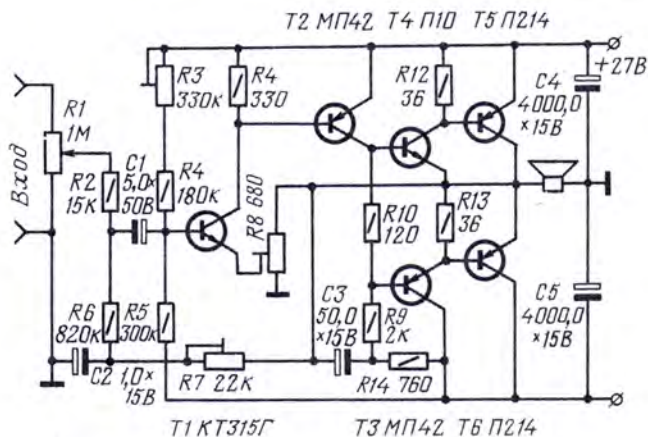 T2 МП42 T4 П10 T5 П214
R3
330к
R4
330
R12
36
C4
4000,0
×15В
+27В
R1
1М
Вход
R2
15к
C1
5,0×
50В
R4
180к
R8 680
R10
120
R13
36
R6
820к
R5
300к
C3
50,0
×15В
R9
2к
C5
4000,0
×15В
C2 1,0×
15В
R7 22к
R14 760
T1 КТ315Г
T3 МП42 T6 П214